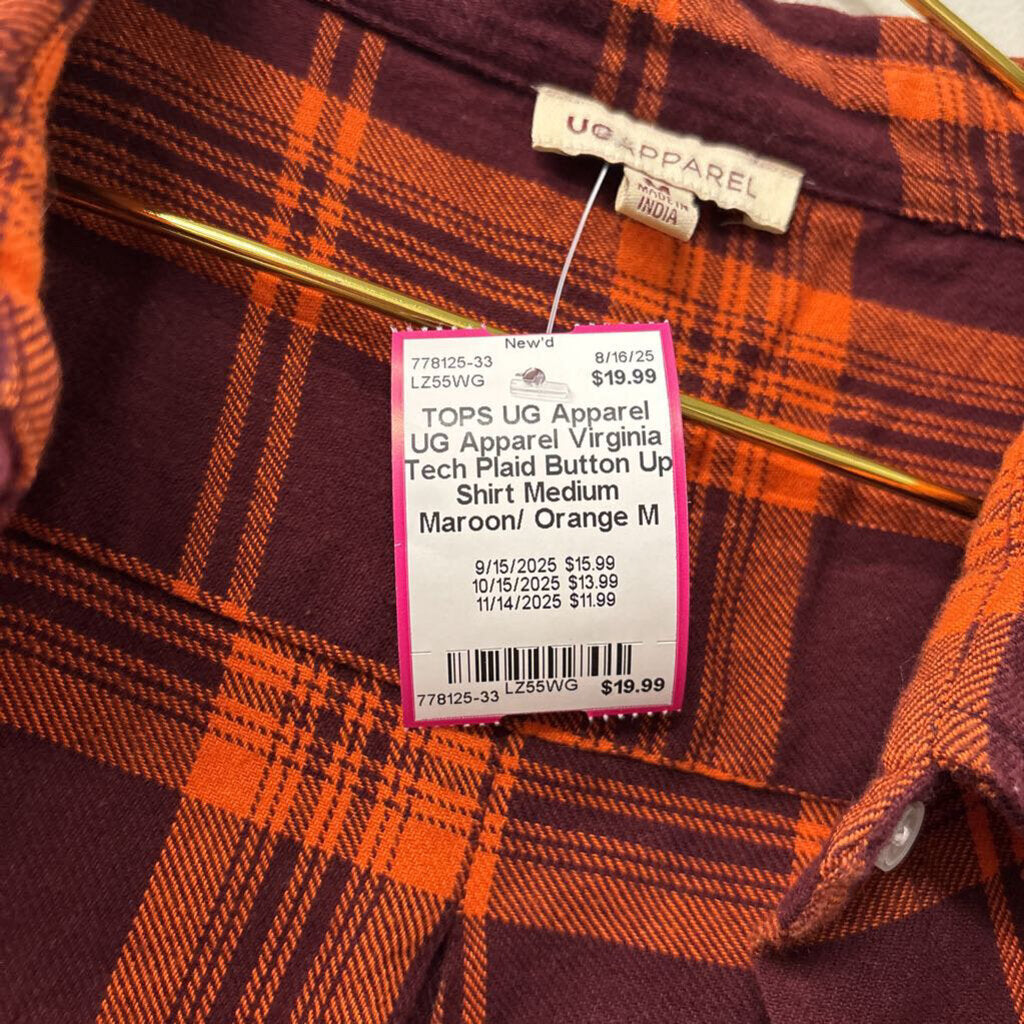 UG APPAREL
M
MADE IN
INDIA
New'd
778125-33 8/16/25
LZ55WG $19.99
TOPS UG Apparel
UG Apparel Virginia
Tech Plaid Button Up
Shirt Medium
Maroon/ Orange M
9/15/2025 $15.99
10/15/2025 $13.99
11/14/2025 $11.99
778125-33 LZ55WG $19.99